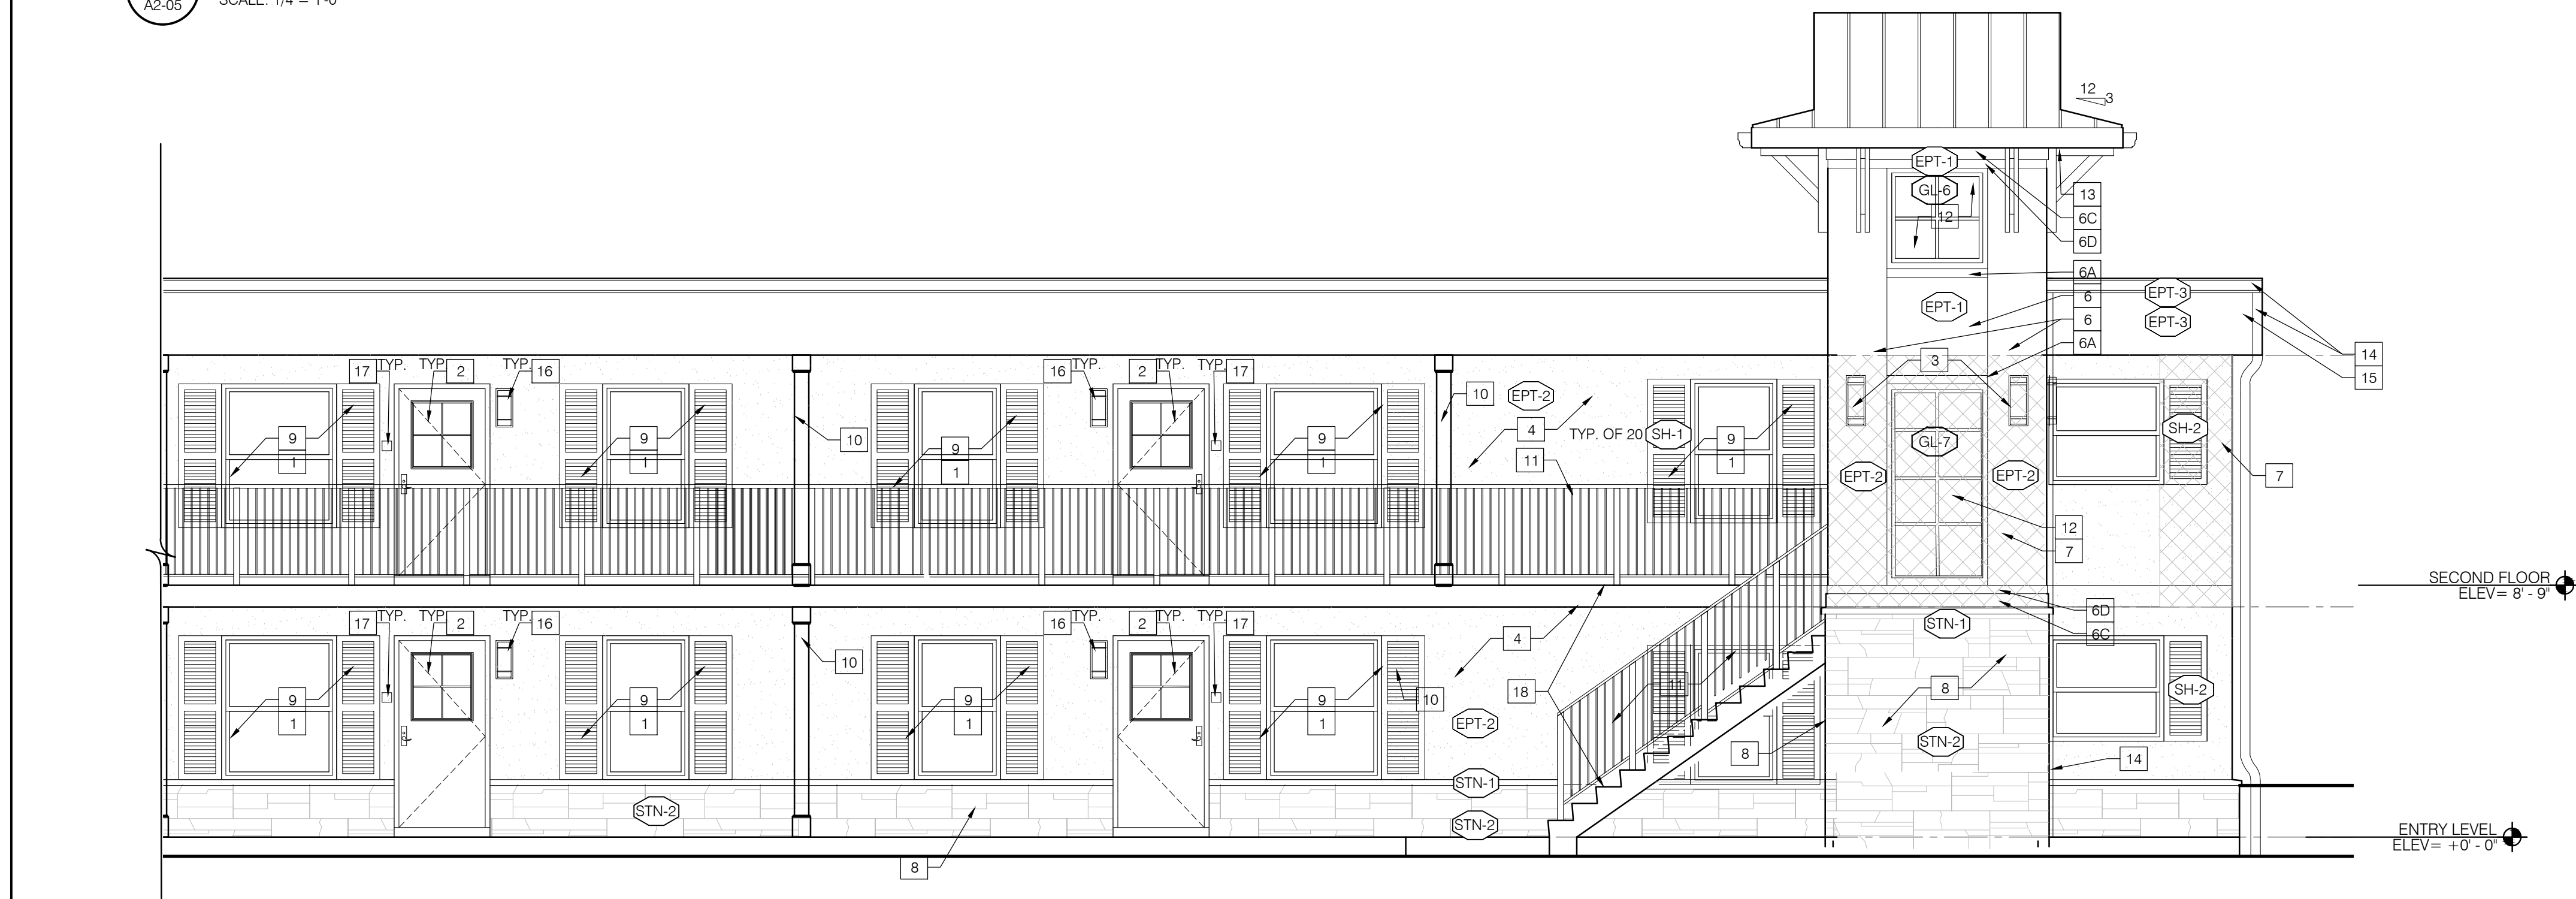 A2-05
SCALE: 1/4 = 1'-0
12
3
EPT-1
GL-6
12
13
6C
6D
6A
6
6
6A
EPT-1
EPT-3
EPT-3
14
15
17 TYP.
TYP. 2
TYP. 16
16 TYP.
2 TYP.
TYP. 17
3
10
EPT-2
4
TYP. OF 20 SH-1
11
9
1
9
1
10
9
1
9
1
9
1
GL-7
EPT-2
EPT-2
SH-2
7
12
7
SECOND FLOOR
ELEV= 8' - 9"
17 TYP.
TYP. 2
TYP. 16
16 TYP.
2 TYP.
TYP. 17
6D
6C
STN-1
4
10
9
1
9
1
9
1
9
1
10
18
11
8
SH-2
EPT-2
STN-2
8
14
STN-1
STN-2
STN-2
ENTRY LEVEL
ELEV= +0' - 0"
8